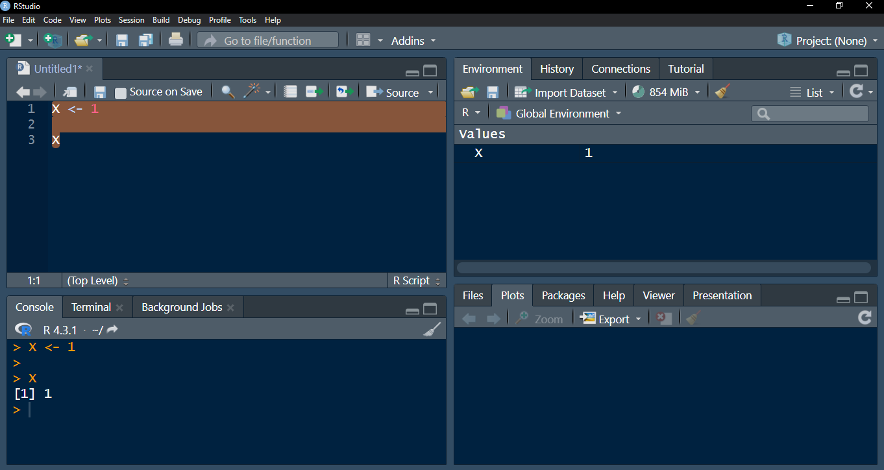 RStudio
File Edit Code View Plots Session Build Debug Profile Tools Help
Go to file/function Addins Project: (None)
Untitled1*
Source on Save Source
1 X <- 1
2
3 X
1:1 (Top Level) R Script
Console Terminal Background Jobs
R 4.3.1 · ~/
> X <- 1
>
> X
[1] 1
>
Environment History Connections Tutorial
Import Dataset 854 MiB List
R Global Environment
Values
X 1
Files Plots Packages Help Viewer Presentation
Zoom Export